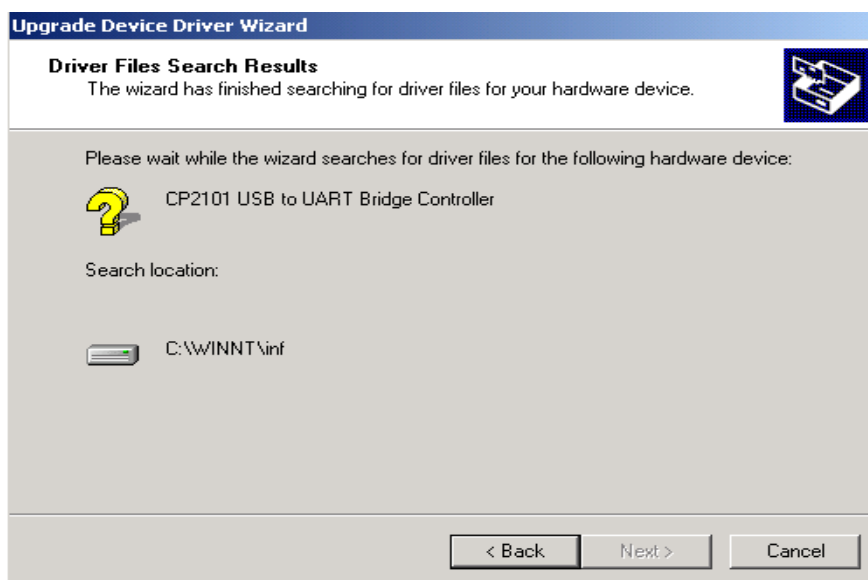 Upgrade Device Driver Wizard
Driver Files Search Results
The wizard has finished searching for driver files for your hardware device.
Please wait while the wizard searches for driver files for the following hardware device:
CP2101 USB to UART Bridge Controller
Search location:
C:\WINNT\inf
< Back
Next >
Cancel